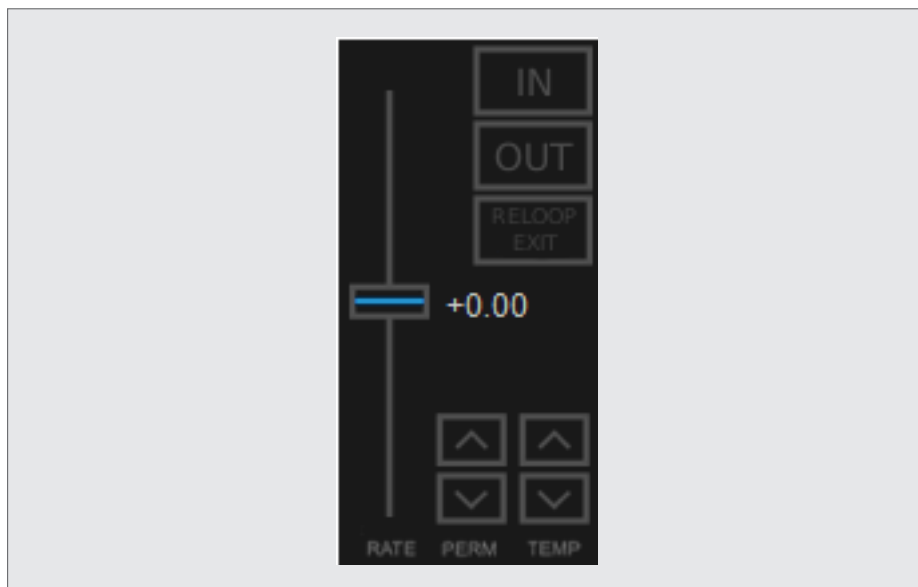 IN
OUT
RELOOP
EXIT
+0.00
RATE PERM TEMP